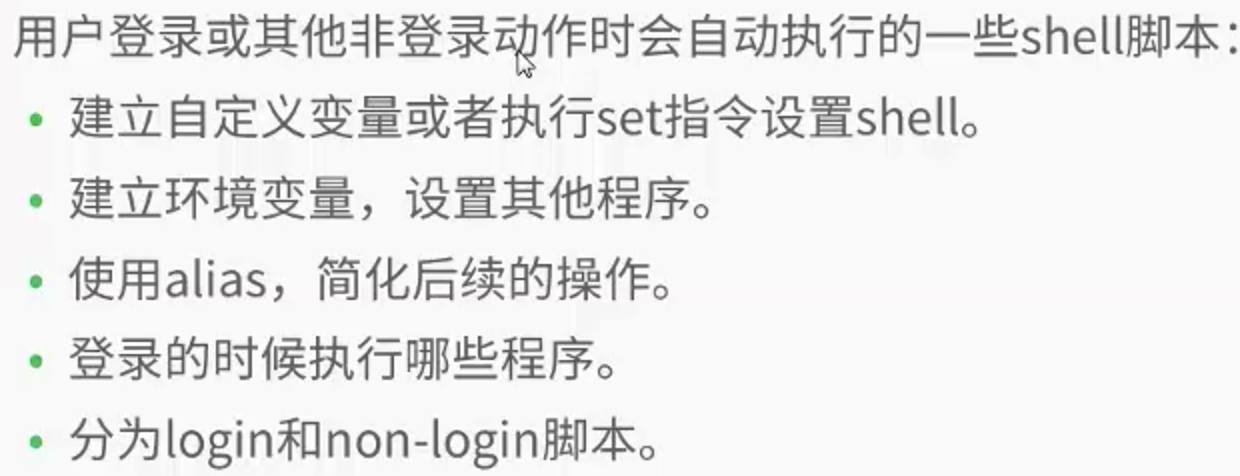 用户登录或其他非登录动作时会自动执行的一些shell脚本：
建立自定义变量或者执行set指令设置shell。
建立环境变量，设置其他程序。
使用alias，简化后续的操作。
登录的时候执行哪些程序。
分为login和non-login脚本。